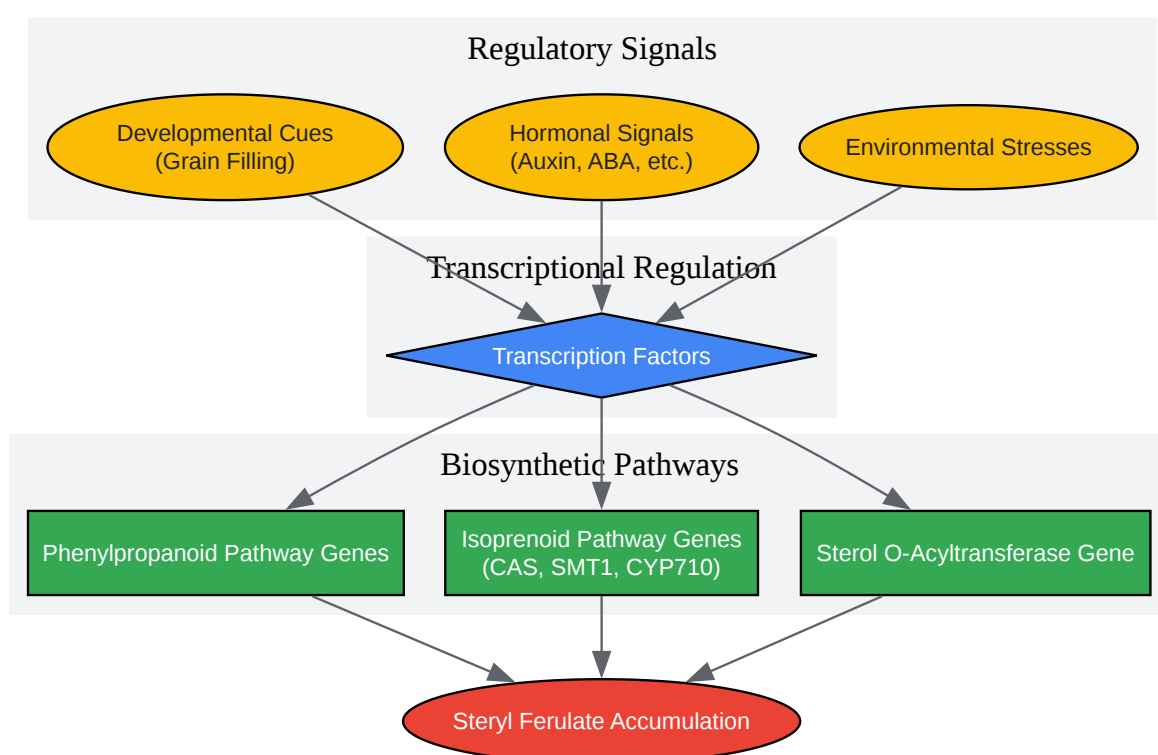 Regulatory Signals
Developmental Cues
(Grain Filling)
Hormonal Signals
(Auxin, ABA, etc.)
Environmental Stresses
Transcriptional Regulation
Transcription Factors
Biosynthetic Pathways
Phenylpropanoid Pathway Genes
Isoprenoid Pathway Genes
(CAS, SMT1, CYP710)
Sterol O-Acyltransferase Gene
Steryl Ferulate Accumulation